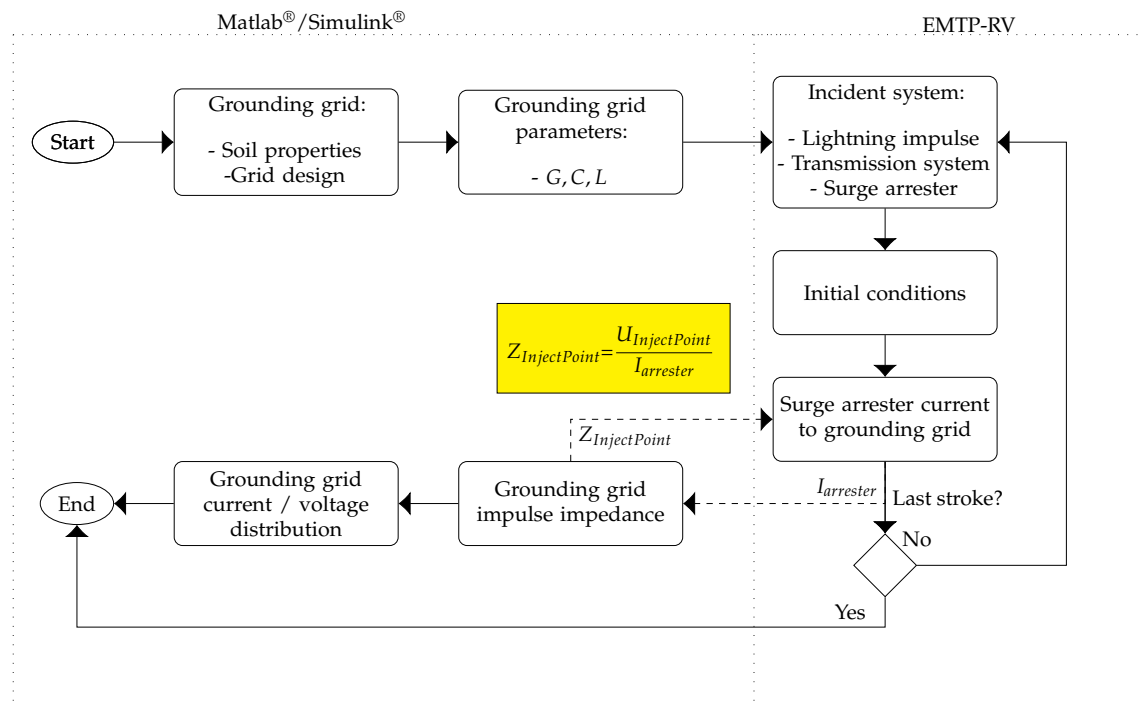 Matlab®/Simulink®
EMTP-RV
Start
Grounding grid:
- Soil properties
-Grid design
Grounding grid
parameters:
- G, C, L
Incident system:
- Lightning impulse
- Transmission system
- Surge arrester
Initial conditions
Z_InjectPoint = U_InjectPoint / I_arrester
Surge arrester current
to grounding grid
Z_InjectPoint
End
Grounding grid
current / voltage
distribution
Grounding grid
impulse impedance
I_arrester
Last stroke?
No
Yes